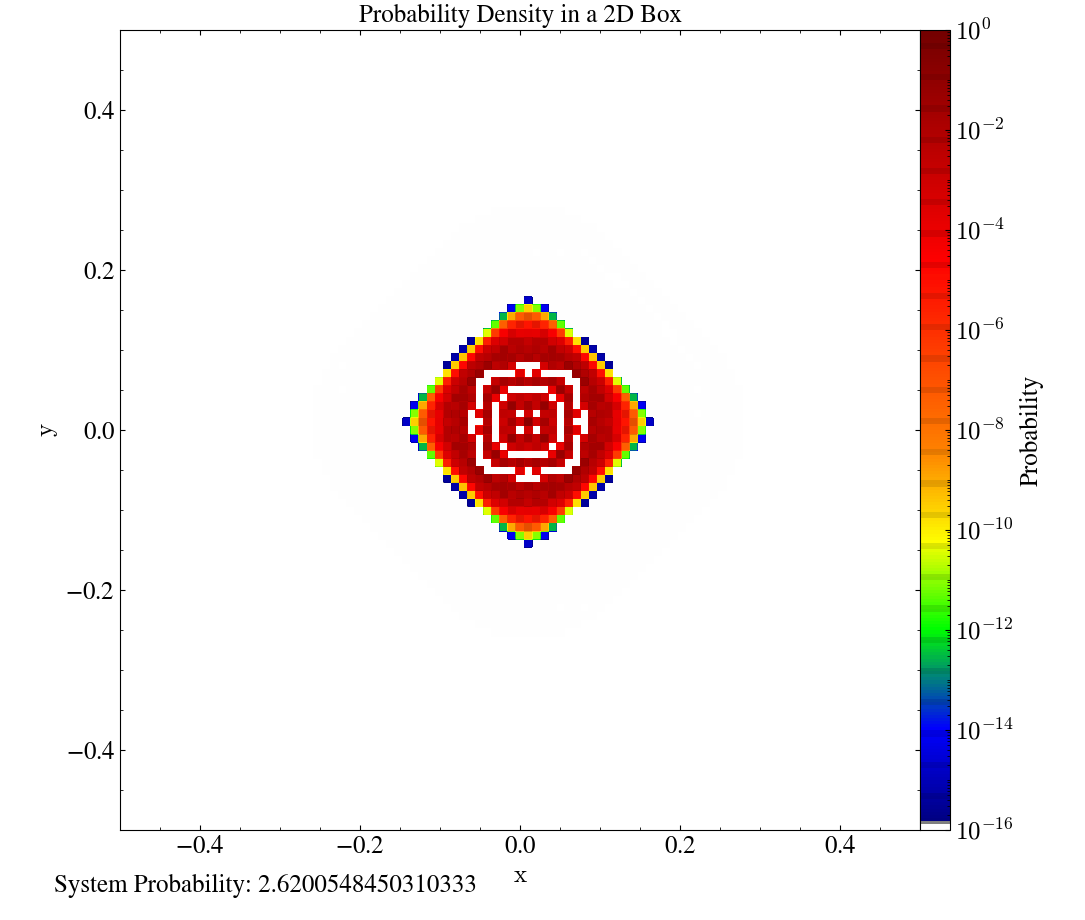 Probability Density in a 2D Box
10⁰
0.4
10⁻²
10⁻⁴
0.2
10⁻⁶
y
0.0
10⁻⁸
Probability
10⁻¹⁰
−0.2
10⁻¹²
10⁻¹⁴
−0.4
10⁻¹⁶
−0.4 −0.2 0.0 0.2 0.4
x
System Probability: 2.6200548450310333